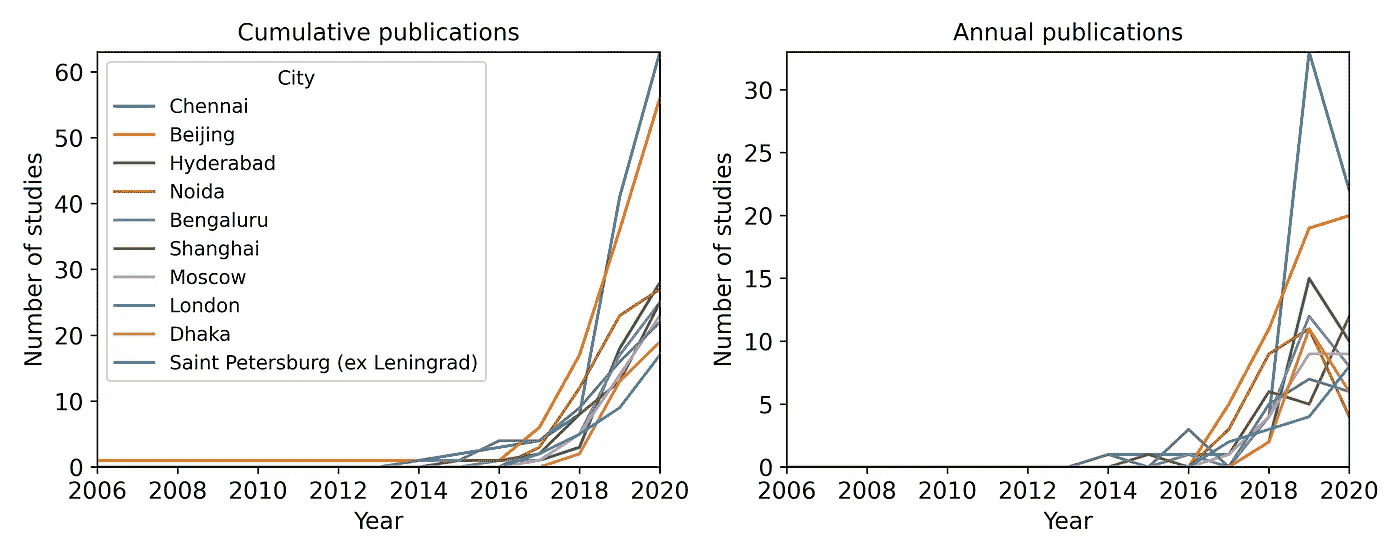 Cumulative publications
Number of studies
60
50
40
30
20
10
0
City
Chennai
Beijing
Hyderabad
Noida
Bengaluru
Shanghai
Moscow
London
Dhaka
Saint Petersburg (ex Leningrad)
2006 2008 2010 2012 2014 2016 2018 2020
Year
Annual publications
Number of studies
30
25
20
15
10
5
0
2006 2008 2010 2012 2014 2016 2018 2020
Year